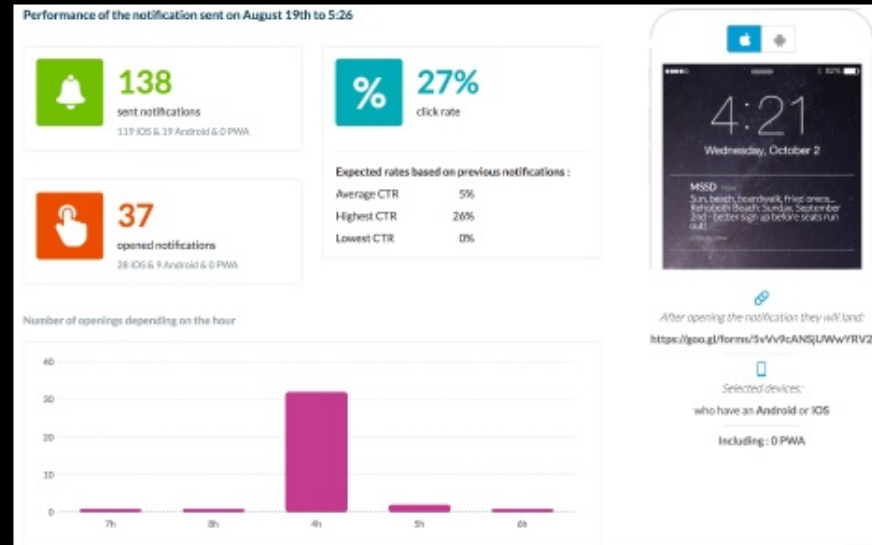 Performance of the notification sent on August 19th to 5:26
138
sent notifications
119 iOS & 19 Android & 0 PWA
%
27%
click rate
Expected rates based on previous notifications :
Average CTR 5%
Highest CTR 26%
Lowest CTR 0%
37
opened notifications
28 iOS & 9 Android & 0 PWA
Number of openings depending on the hour
40
30
20
10
0
7h 8h 4h 5h 6h
82%
4:21
Wednesday, October 2
MSSD now
Sun, beach, boardwalk, fried oreos...
Rehoboth Beach: Sunday, September
2nd - better sign up before seats run
out!
After opening the notification they will land:
https://goo.gl/forms/
Selected devices:
who have an Android or iOS
Including : 0 PWA